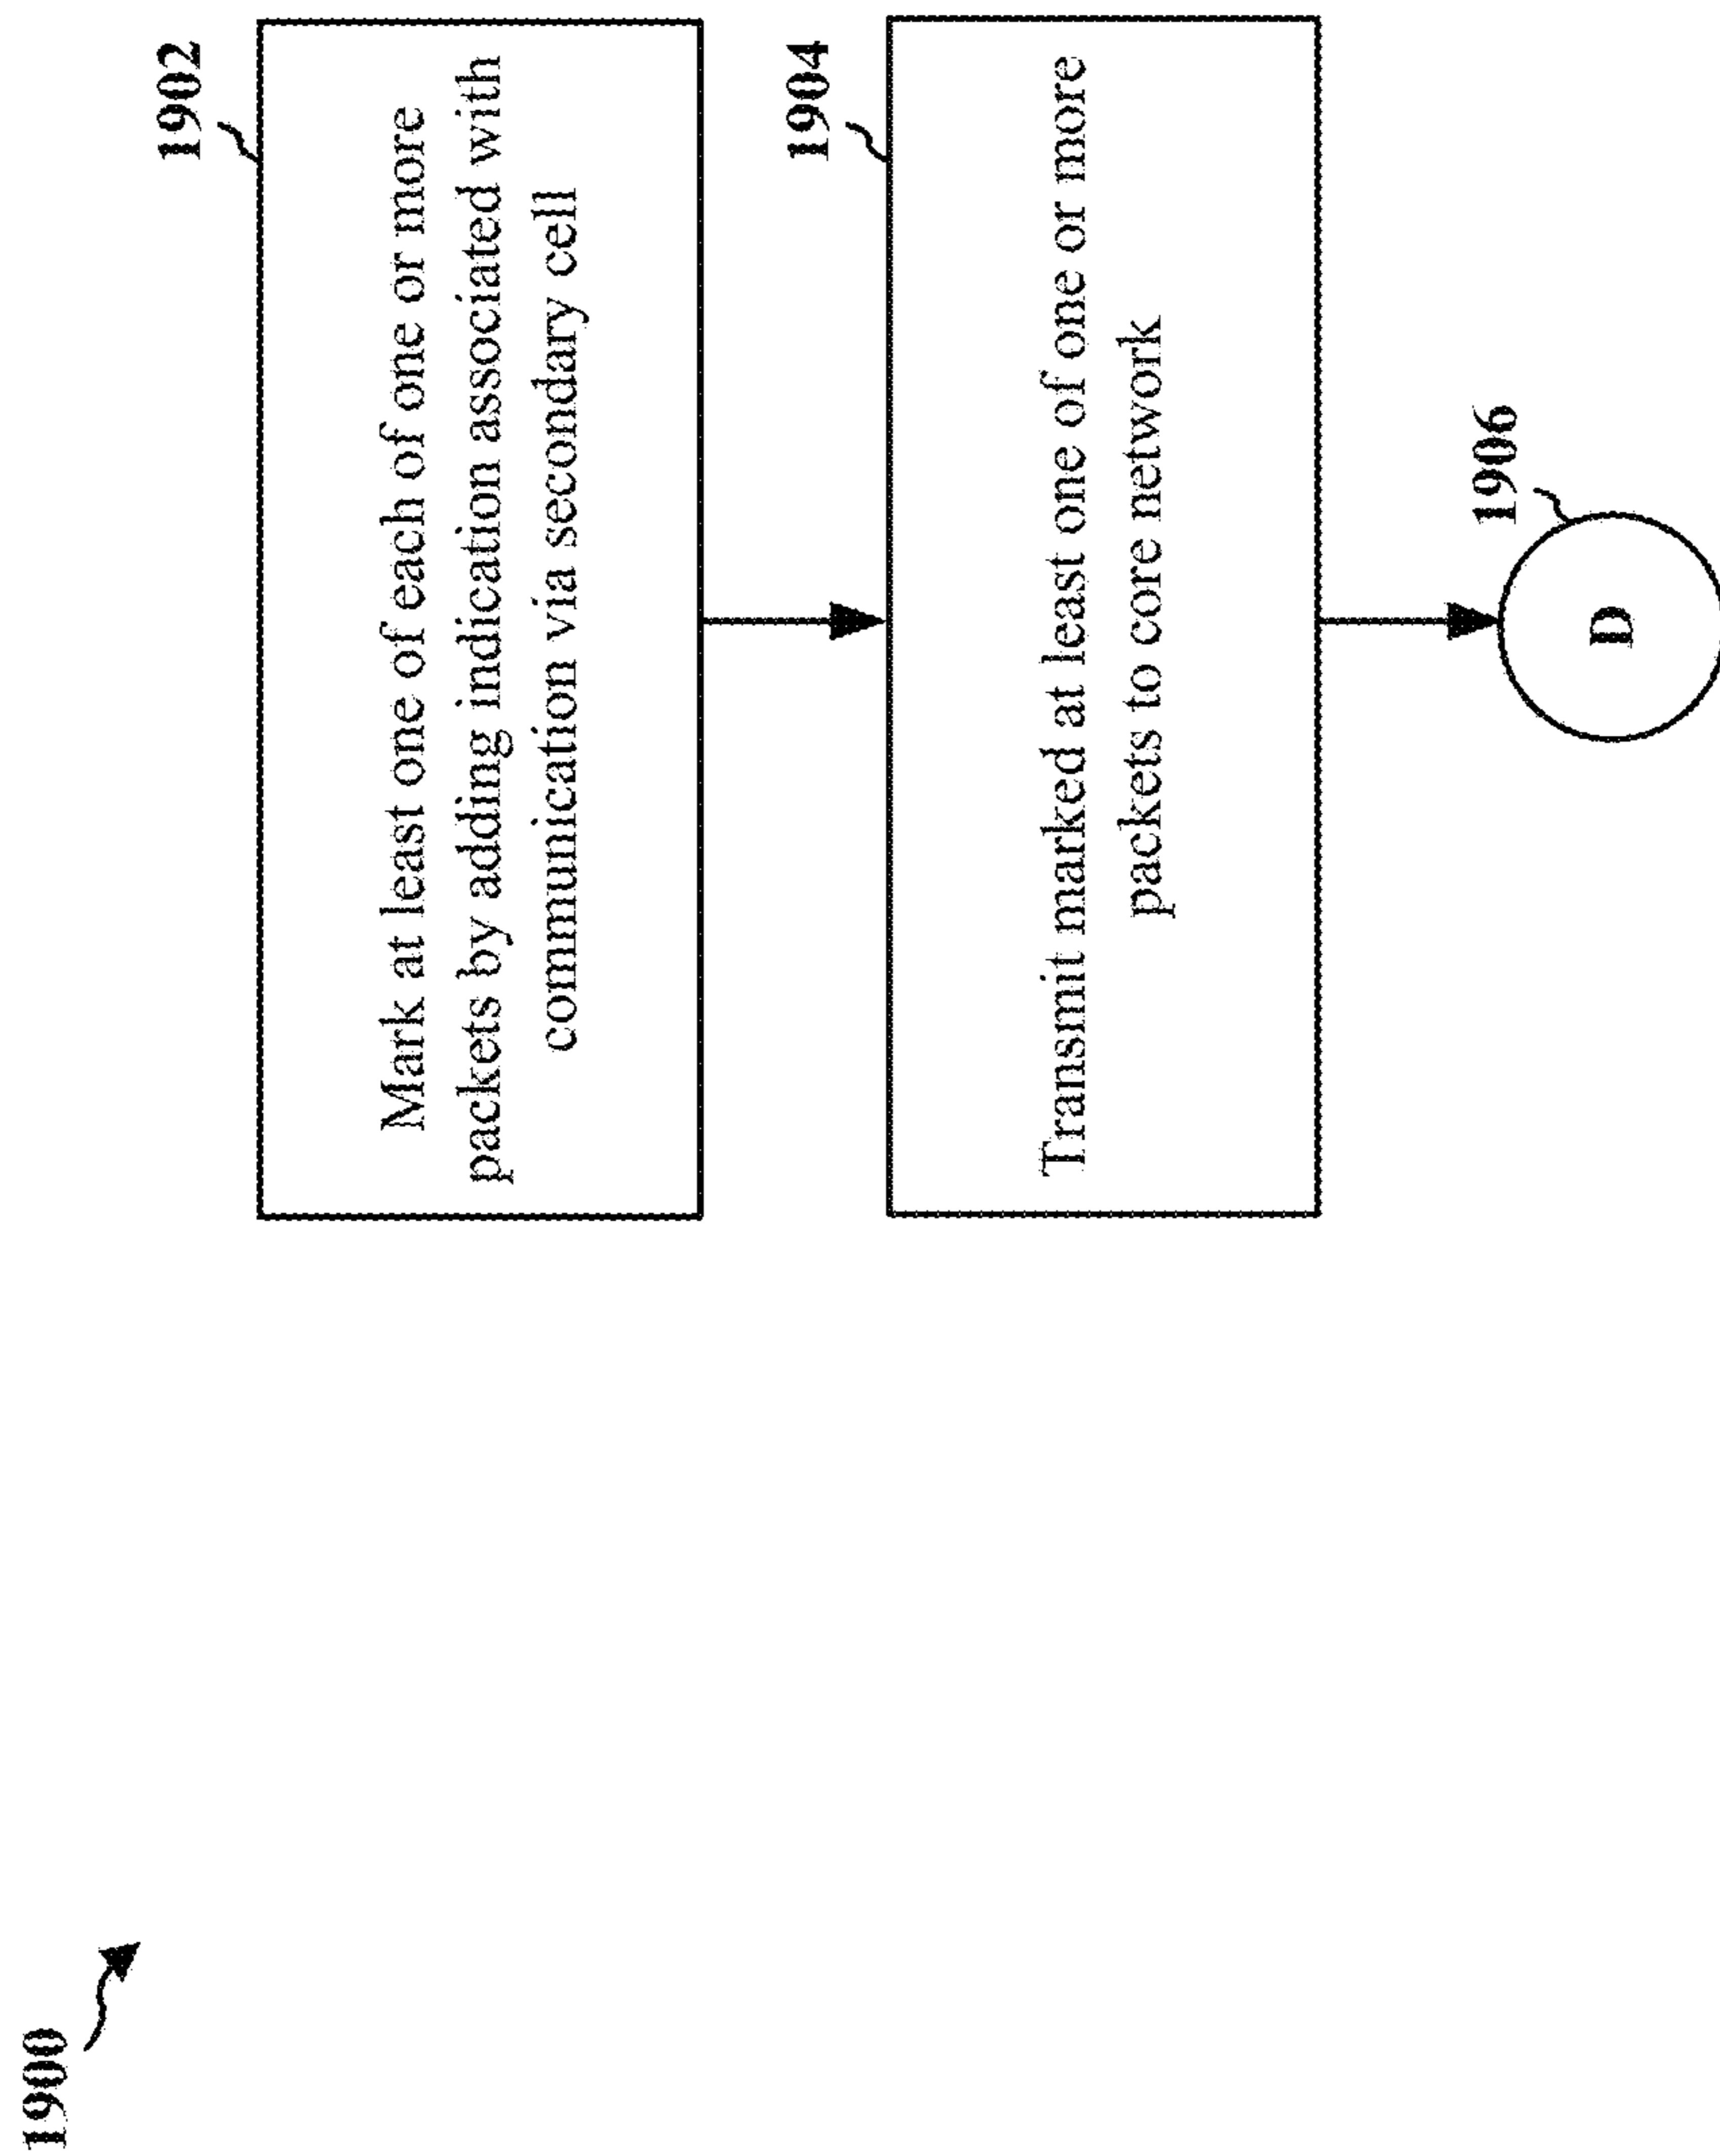 1900
1902
Mark at least one of each of one or more
packets by adding indication associated with
communication via secondary cell
1904
Transmit marked at least one of one or more
packets to core network
1906
D